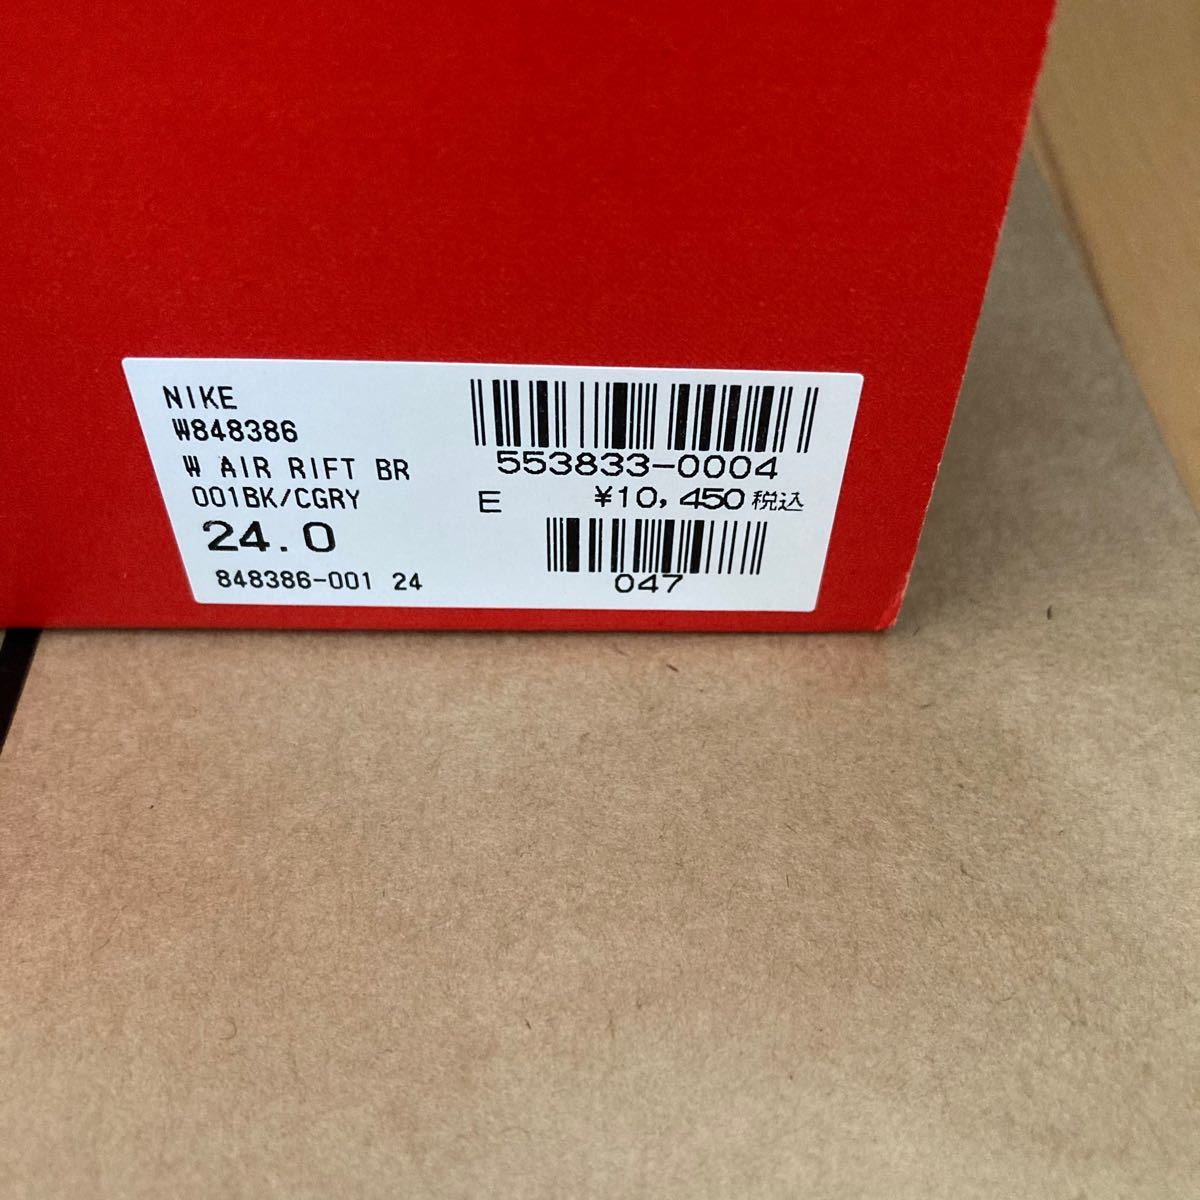 NIKE
W848386
W AIR RIFT BR
001BK/CGRY
24.0
848386-001 24
553833-0004
E ¥10,450税込
047